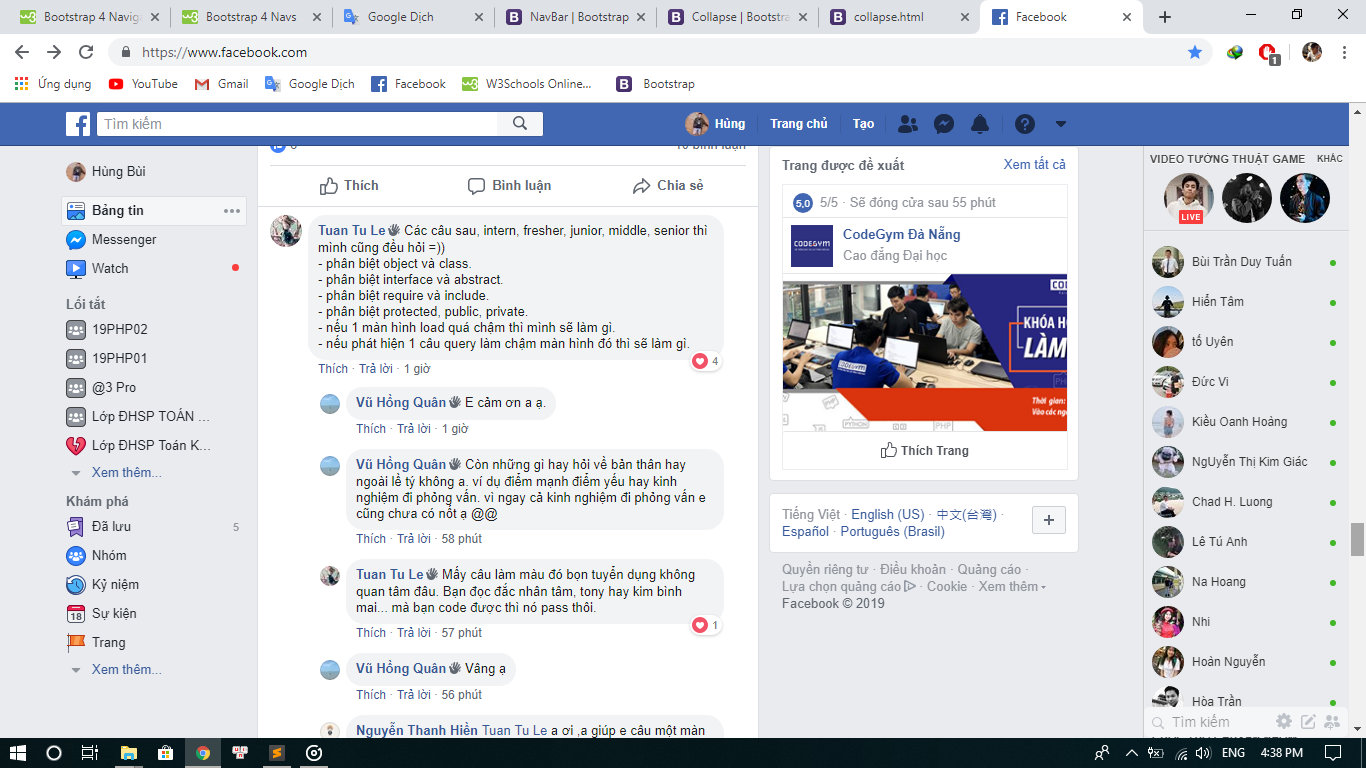 Bootstrap 4 Naviga
Bootstrap 4 Navs
Google Dịch
NavBar | Bootstrap
Collapse | Bootstra
collapse.html
Facebook
https://www.facebook.com
1
Ứng dụng
YouTube
Gmail
Google Dịch
Facebook
W3Schools Online...
Bootstrap
Tìm kiếm
Hùng
Trang chủ
Tạo
Hùng Bùi
Bảng tin
Messenger
Watch
Lối tắt
19PHP02
19PHP01
@3 Pro
Lớp ĐHSP TOÁN ...
Lớp ĐHSP Toán K...
Xem thêm...
Khám phá
Đã lưu
5
Nhóm
Kỷ niệm
18
Sự kiện
Trang
Xem thêm...
Thích
Bình luận
Chia sẻ
Tuan Tu Le Các câu sau, intern, fresher, junior, middle, senior thì
mình cũng đều hỏi =))
- phân biệt object và class.
- phân biệt interface và abstract.
- phân biệt require và include.
- phân biệt protected, public, private.
- nếu 1 màn hình load quá chậm thì mình sẽ làm gì.
- nếu phát hiện 1 câu query làm chậm màn hình đó thì sẽ làm gì.
4
Thích · Trả lời · 1 giờ
Vũ Hồng Quân E cảm ơn a ạ.
Thích · Trả lời · 1 giờ
Vũ Hồng Quân Còn những gì hay hỏi về bản thân hay
ngoài lề tý không a. ví dụ điểm mạnh điểm yếu hay kinh
nghiệm đi phỏng vấn. vì ngay cả kinh nghiệm đi phỏng vấn e
cũng chưa có nốt ạ @@
Thích · Trả lời · 58 phút
Tuan Tu Le Mấy câu làm màu đó bọn tuyển dụng không
quan tâm đâu. Bạn đọc đắc nhân tâm, tony hay kim bình
mai... mà bạn code được thì nó pass thôi.
1
Thích · Trả lời · 57 phút
Vũ Hồng Quân Vâng ạ
Thích · Trả lời · 56 phút
Nguyễn Thanh Hiền Tuan Tu Le a ơi ,a giúp e câu một màn
Trang được đề xuất
Xem tất cả
5,0 5/5 · Sẽ đóng cửa sau 55 phút
CODEGYM
CodeGym Đà Nẵng
Cao đẳng Đại học
KHÓA H
LÀM
Thời gian:
Vào các ng
PYTHON
PHP
Thích Trang
Tiếng Việt · English (US) · 中文(台灣) ·
Español · Português (Brasil)
Quyền riêng tư · Điều khoản · Quảng cáo ·
Lựa chọn quảng cáo · Cookie · Xem thêm
Facebook © 2019
VIDEO TƯỜNG THUẬT GAME
KHÁC
LIVE
Bùi Trần Duy Tuấn
Hiển Tâm
tố Uyên
Đức Vi
Kiều Oanh Hoàng
NgUyễn Thị Kim Giác
Chad H. Luong
Lê Tú Anh
Na Hoang
Nhi
Hoàn Nguyễn
Hòa Trần
Tìm kiếm
ENG
4:38 PM